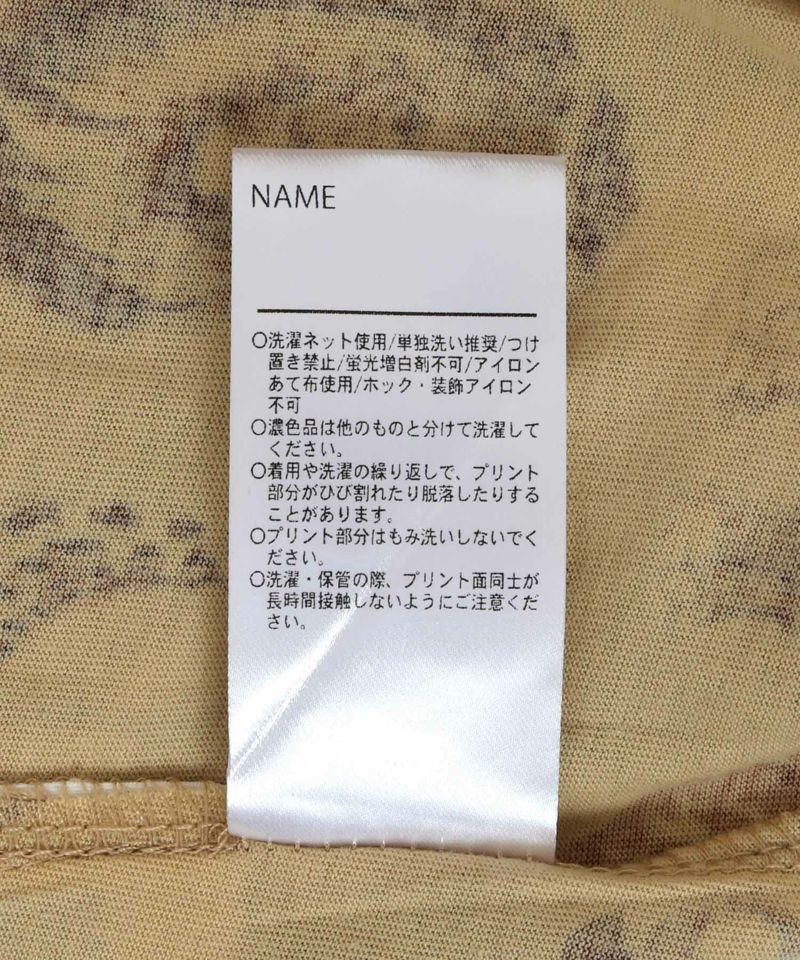 NAME
○洗濯ネット使用/単独洗い推奨/つけ
置き禁止/蛍光増白剤不可/アイロン
あて布使用/ホック・装飾アイロン
不可
○濃色品は他のものと分けて洗濯して
ください。
○着用や洗濯の繰り返しで、プリント
部分がひび割れたり脱落したりする
ことがあります。
○プリント部分はもみ洗いしないでく
ださい。
○洗濯・保管の際、プリント面同士が
長時間接触しないようにご注意くだ
さい。